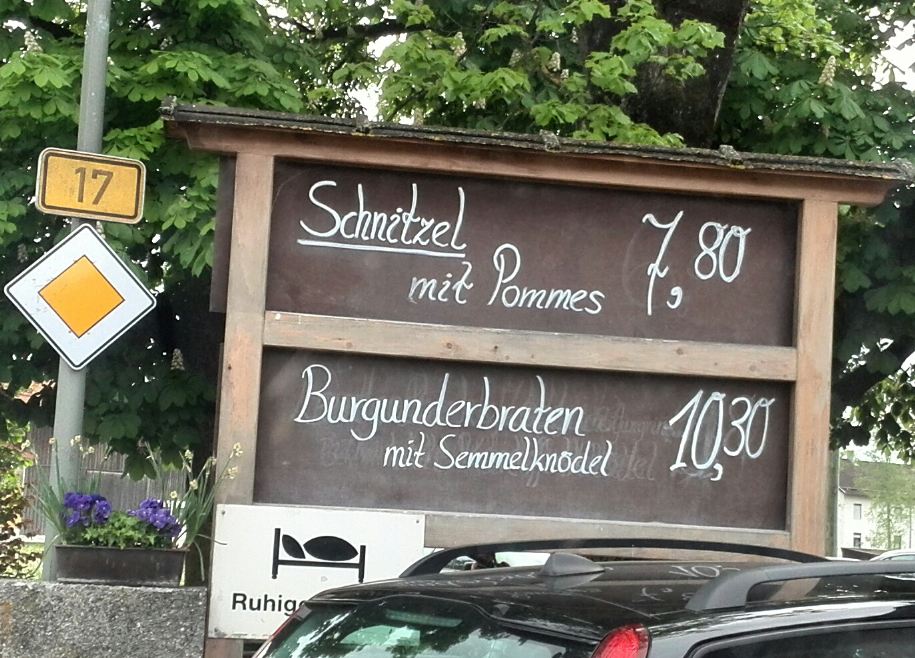 17
Schnitzel
mit Pommes 7,80
Burgunderbraten
mit Semmelknödel 10,30